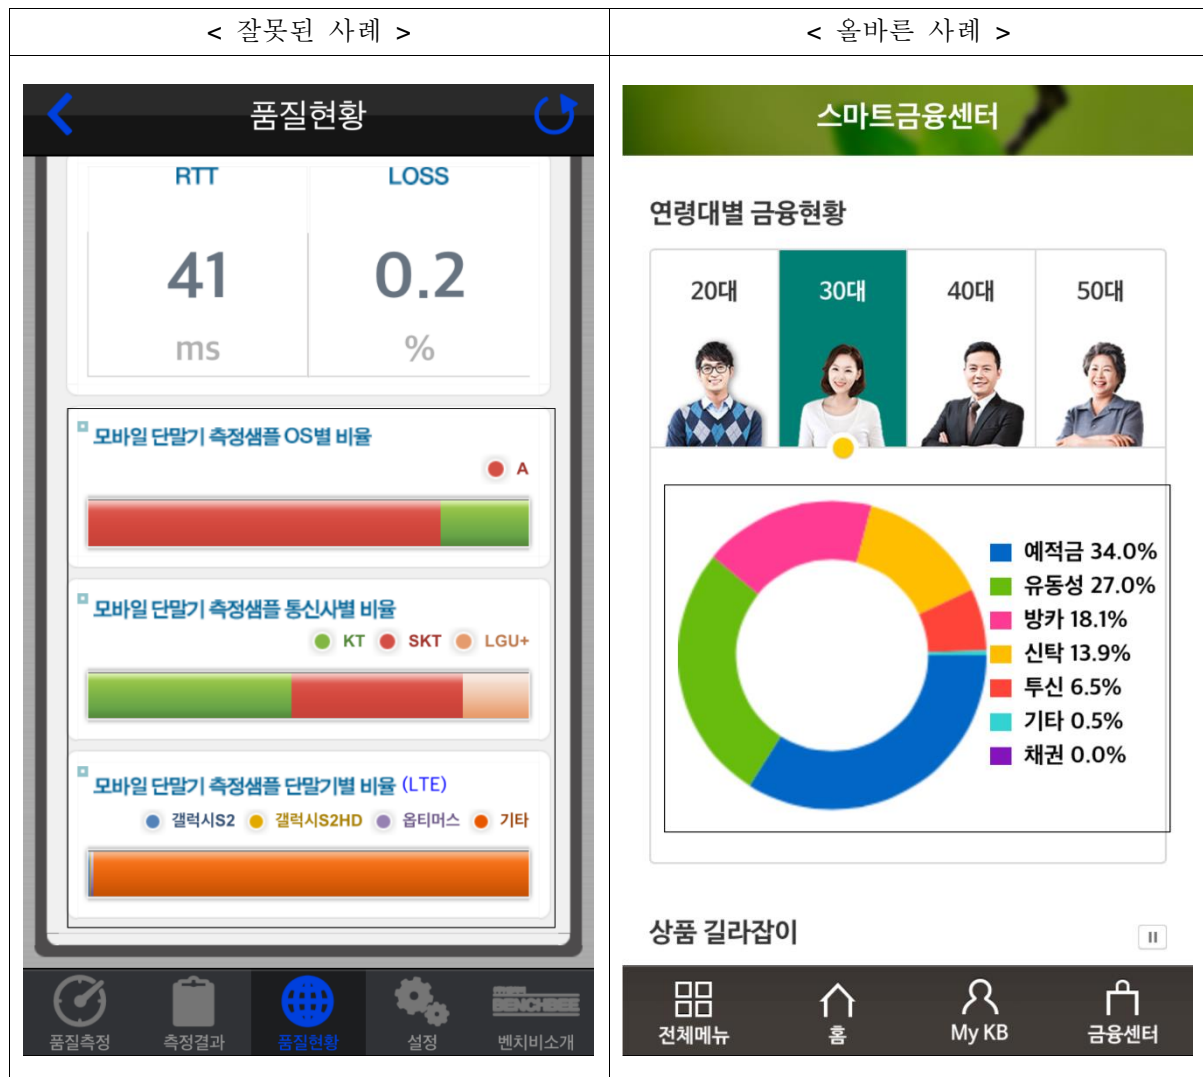 < 잘못된 사례 >
< 올바른 사례 >
품질현황
RTT
LOSS
41
0.2
ms
%
모바일 단말기 측정샘플 OS별 비율
A
모바일 단말기 측정샘플 통신사별 비율
KT SKT LGU+
모바일 단말기 측정샘플 단말기별 비율 (LTE)
갤럭시S2 갤럭시S2HD 옵티머스 기타
품질측정 측정결과 품질현황 설정 벤치비소개
BENCHBEE
스마트금융센터
연령대별 금융현황
20대 30대 40대 50대
예적금 34.0%
유동성 27.0%
방카 18.1%
신탁 13.9%
투신 6.5%
기타 0.5%
채권 0.0%
상품 길라잡이
전체메뉴 홈 My KB 금융센터